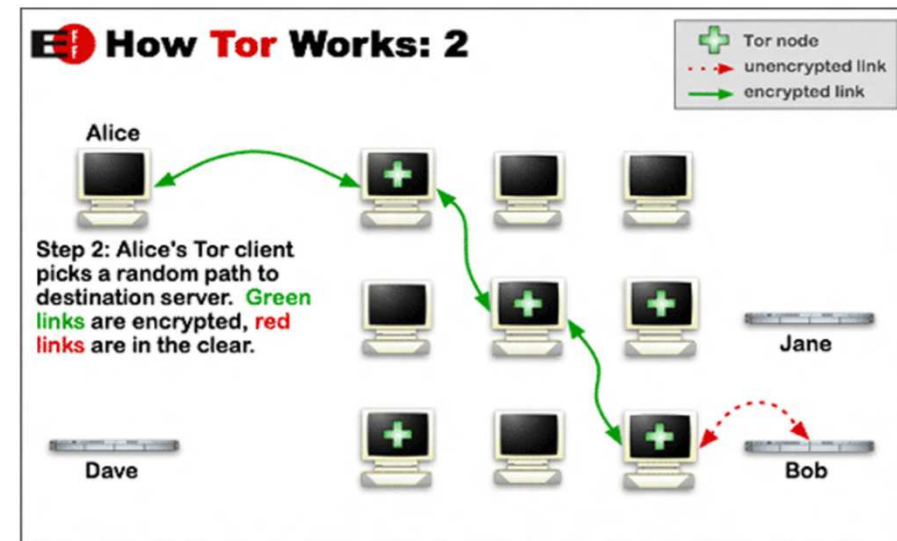 EFF How Tor Works: 2
Tor node
unencrypted link
encrypted link
Alice
Step 2: Alice's Tor client
picks a random path to
destination server. Green
links are encrypted, red
links are in the clear.
Jane
Dave
Bob